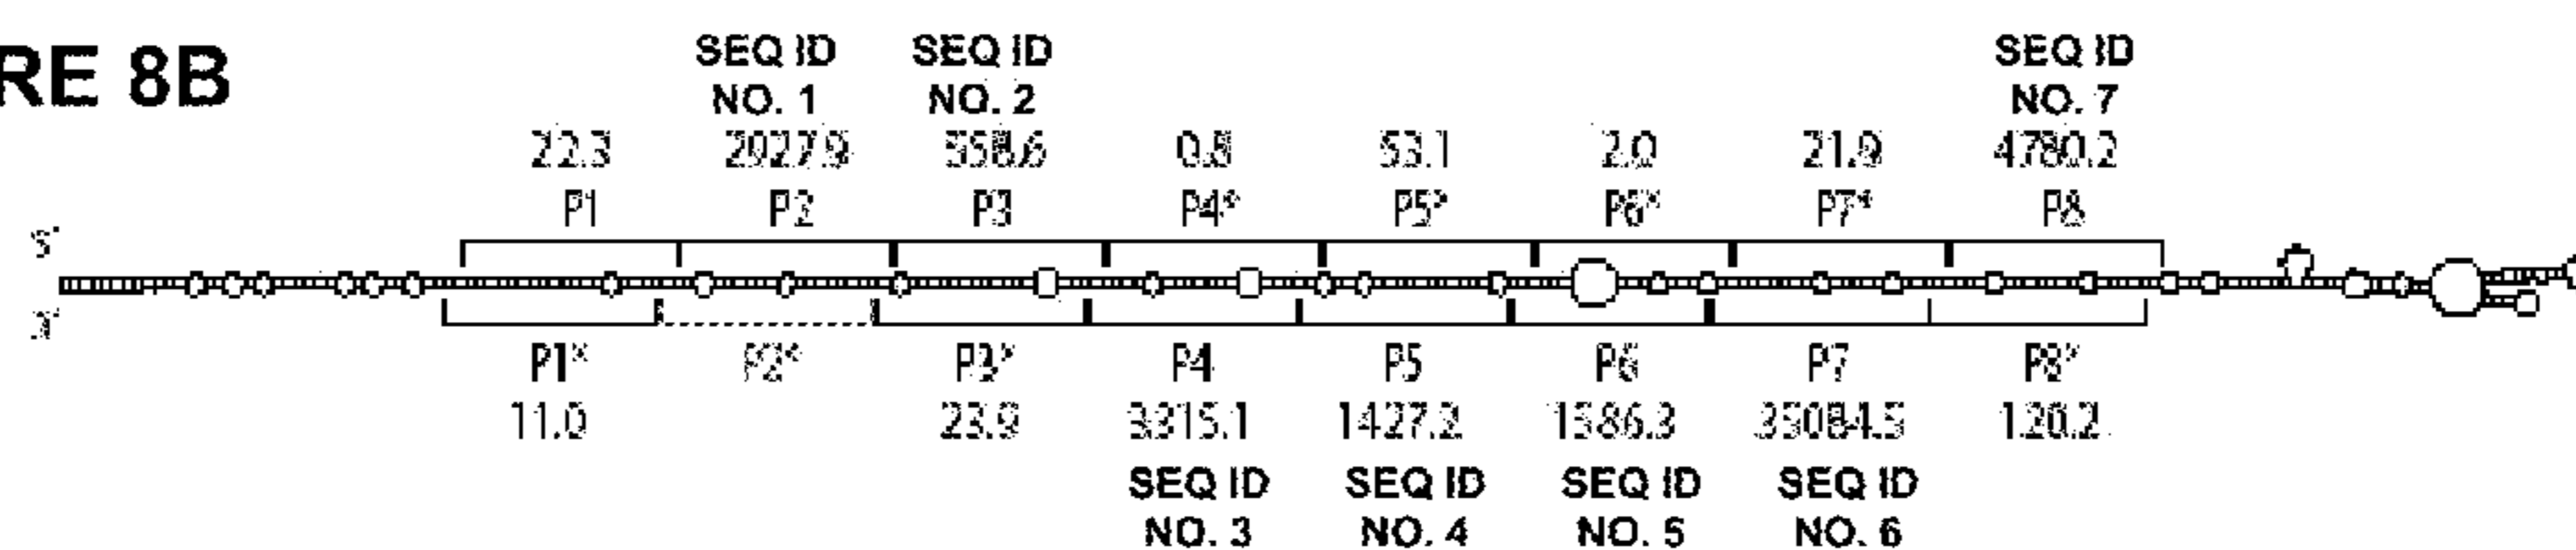 RE 8B
SEQ ID SEQ ID SEQ ID
NO. 1 NO. 2 NO. 7
22.3 2027.9 558.6 0.8 53.1 2.0 21.9 4780.2
P1 P2 P3 P4* P5* P6* P7* P8
5'
3'
P1* P2* P3* P4 P5 P6 P7 P8*
11.0 23.9 3315.1 1427.2 1586.3 35084.5 120.2
SEQ ID SEQ ID SEQ ID SEQ ID
NO. 3 NO. 4 NO. 5 NO. 6